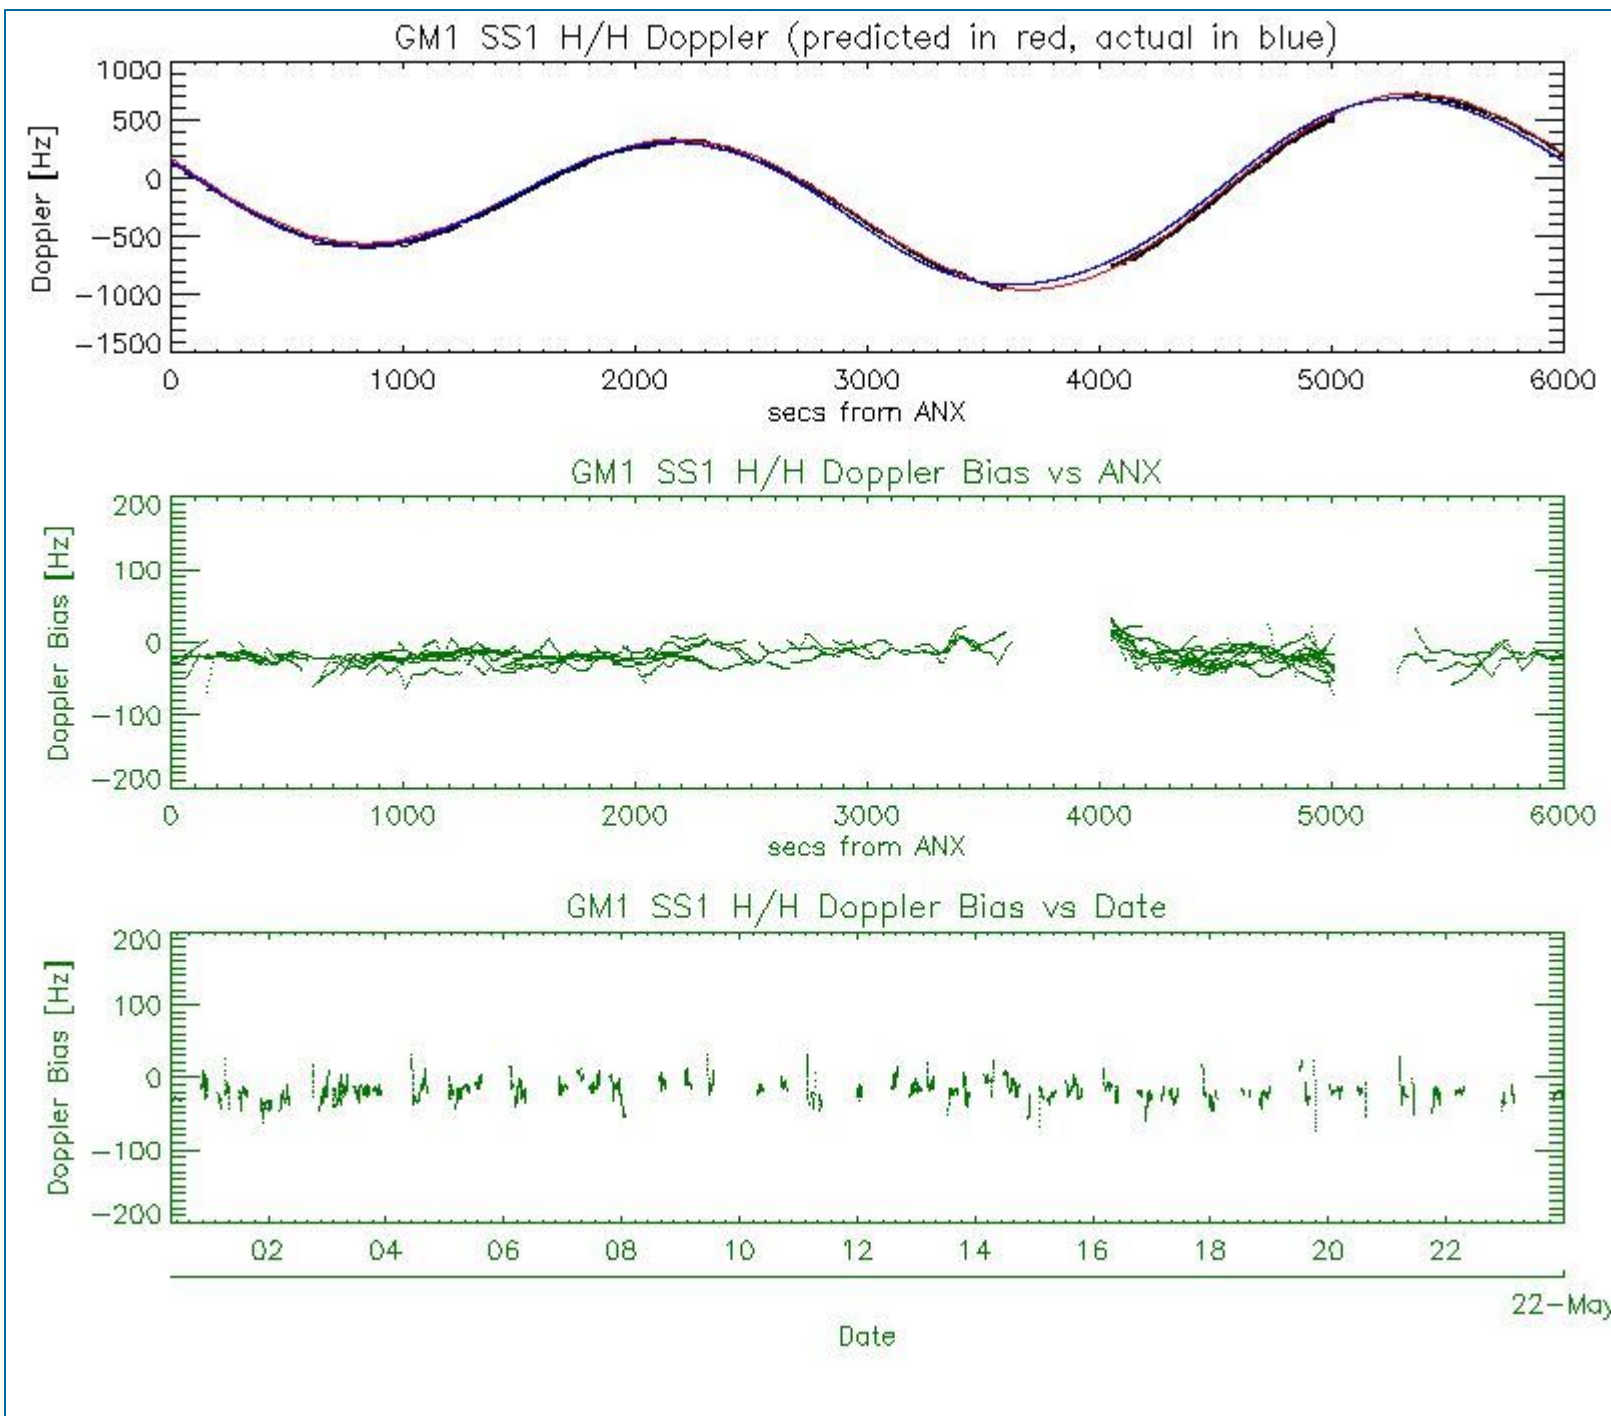 GM1 SS1 H/H Doppler (predicted in red, actual in blue)
1000
500
0
-500
-1000
-1500
Doppler [Hz]
0 1000 2000 3000 4000 5000 6000
secs from ANX
GM1 SS1 H/H Doppler Bias vs ANX
200
100
0
-100
-200
Doppler Bias [Hz]
0 1000 2000 3000 4000 5000 6000
secs from ANX
GM1 SS1 H/H Doppler Bias vs Date
200
100
0
-100
-200
Doppler Bias [Hz]
02 04 06 08 10 12 14 16 18 20 22
22-May
Date